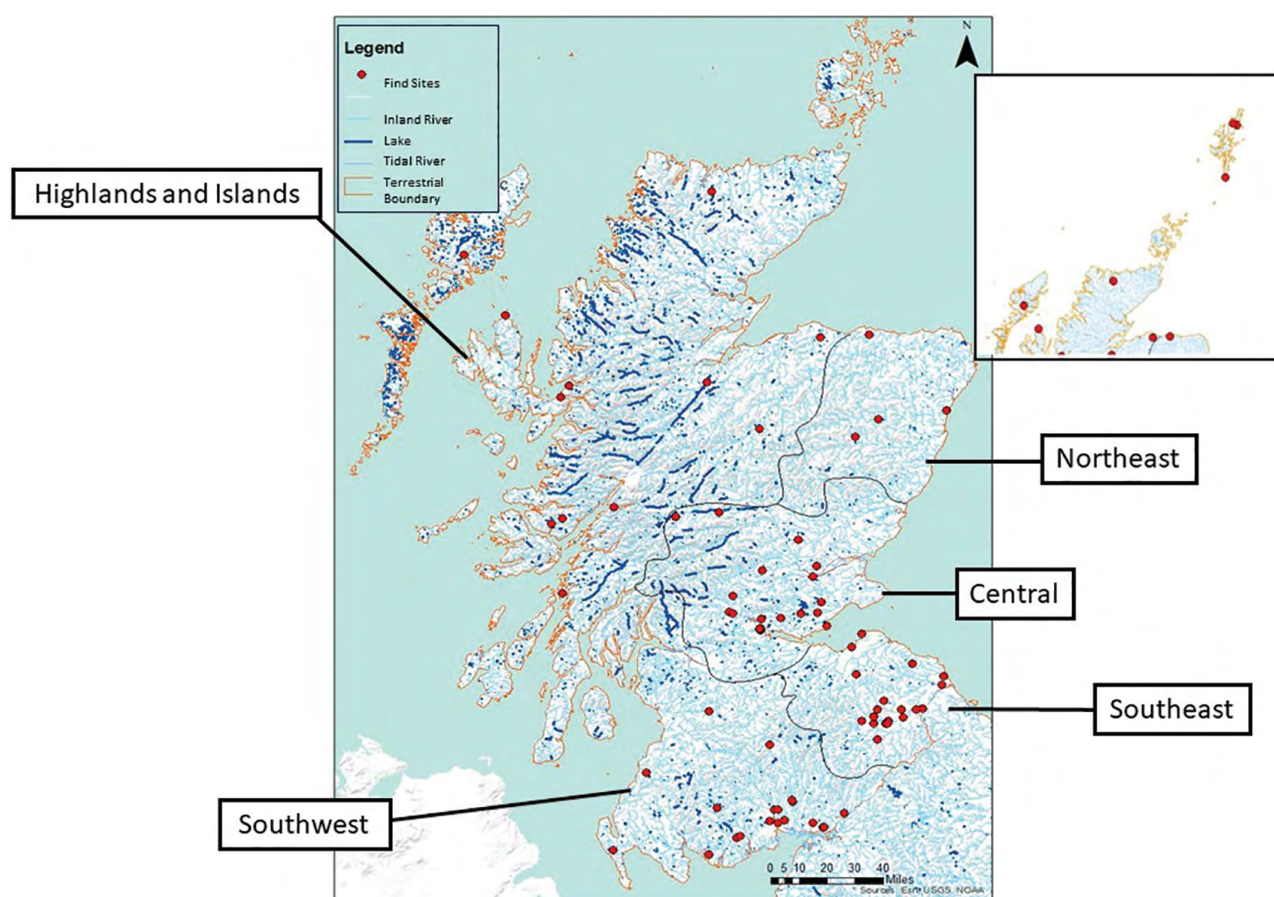 Legend
Find Sites
Inland River
Lake
Tidal River
Terrestrial
Boundary
N
Highlands and Islands
Northeast
Central
Southeast
Southwest
0 5 10 20 30 40
Miles
Sources: Esri, USGS, NOAA